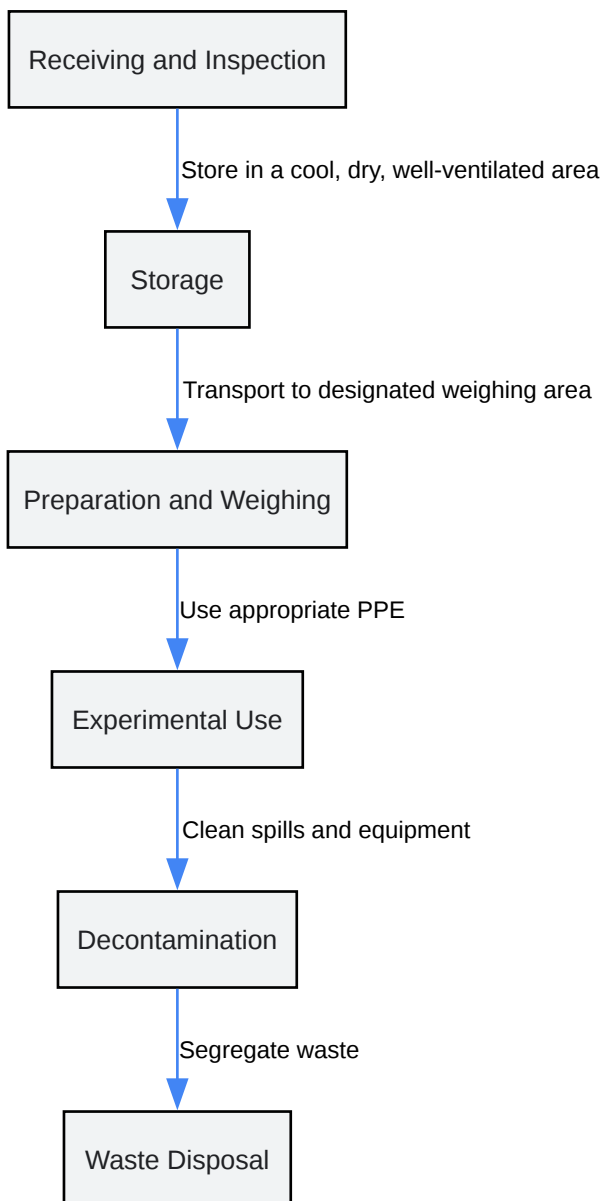 Receiving and Inspection
Store in a cool, dry, well-ventilated area
Storage
Transport to designated weighing area
Preparation and Weighing
Use appropriate PPE
Experimental Use
Clean spills and equipment
Decontamination
Segregate waste
Waste Disposal